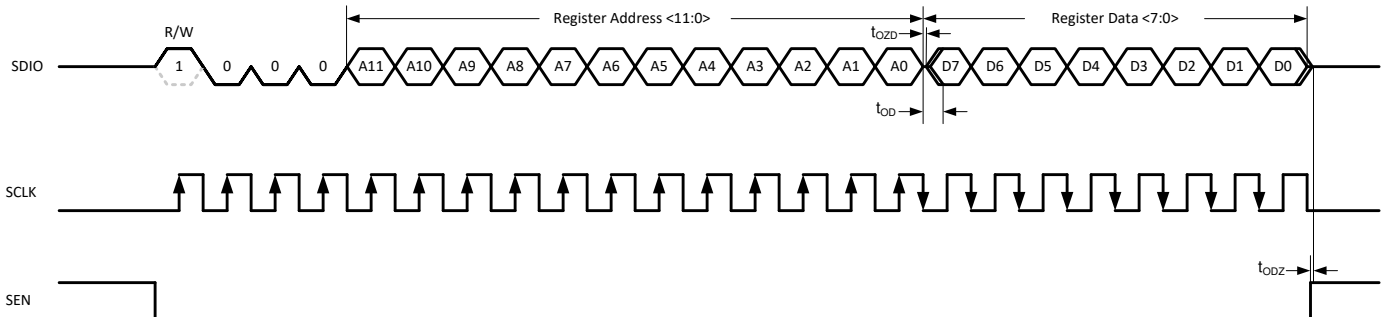 Register Address <11:0>
Register Data <7:0>
R/W
tOZD
SDIO
1
0
0
0
A11
A10
A9
A8
A7
A6
A5
A4
A3
A2
A1
A0
D7
D6
D5
D4
D3
D2
D1
D0
tOD
SCLK
tODZ
SEN